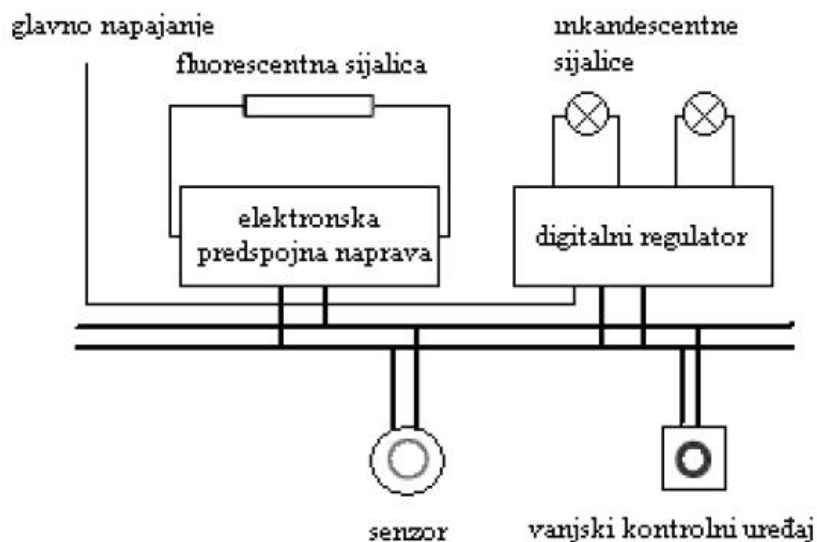 glavno napajanje
fluorescentna sijalica
inkandescentne
sijalice
elektronska
predspojna naprava
digitalni regulator
senzor
vanjski kontrolni uređaj